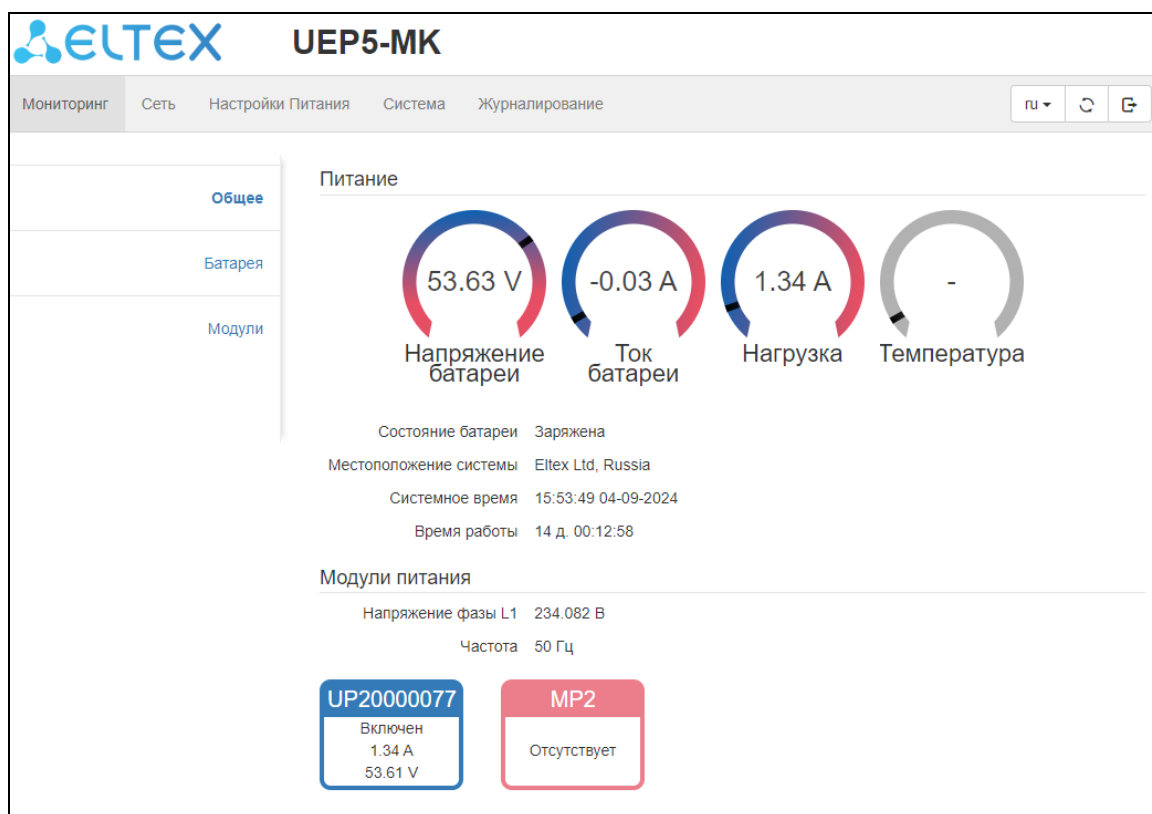 ELTEX UEP5-MK
Мониторинг Сеть Настройки Питания Система Журналирование ru
Общее
Батарея
Модули
Питание
53.63 V -0.03 A 1.34 A -
Напряжение батареи Ток батареи Нагрузка Температура
Состояние батареи Заряжена
Местоположение системы Eltex Ltd, Russia
Системное время 15:53:49 04-09-2024
Время работы 14 д. 00:12:58
Модули питания
Напряжение фазы L1 234.082 В
Частота 50 Гц
UP20000077
Включен
1.34 A
53.61 V
MP2
Отсутствует